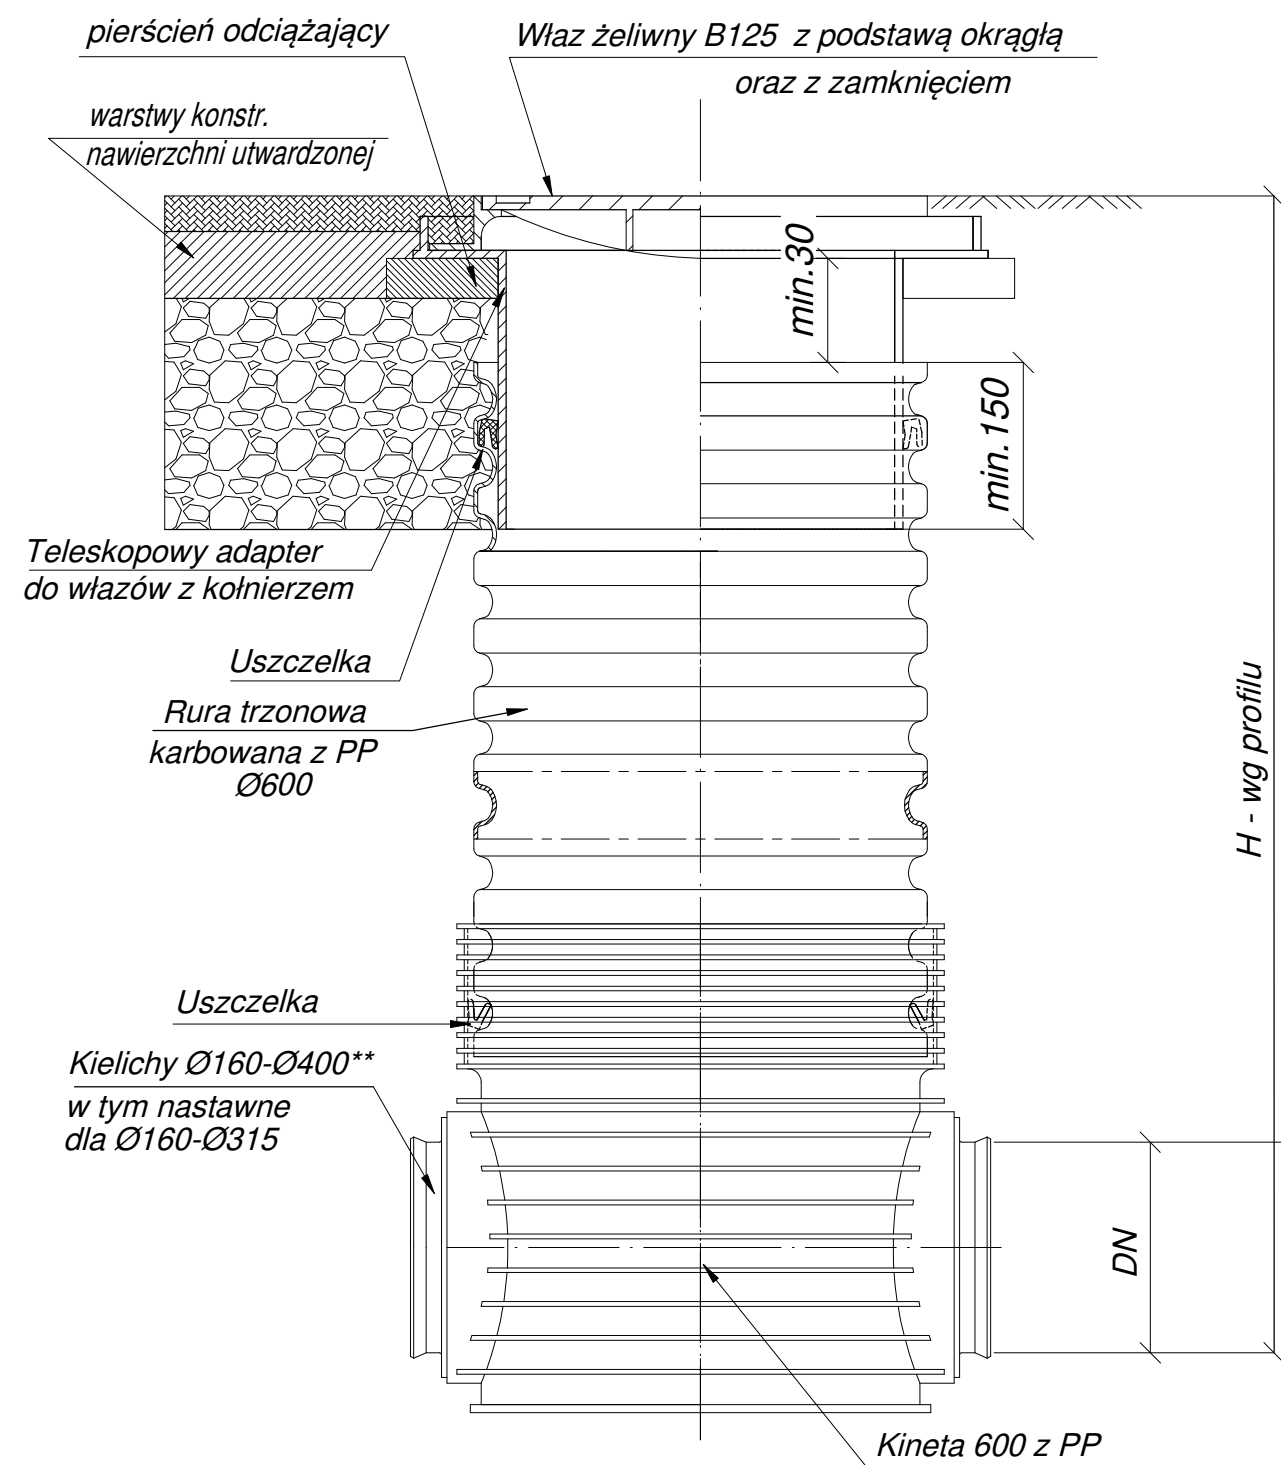 pierścień odciążający
Właz żeliwny B125 z podstawą okrągłą
oraz z zamknięciem
warstwy konstr.
nawierzchni utwardzonej
min.30
min.150
Teleskopowy adapter
do włazów z kołnierzem
Uszczelka
Rura trzonowa
karbowana z PP
Ø600
H - wg profilu
Uszczelka
Kielichy Ø160-Ø400**
w tym nastawne
dla Ø160-Ø315
DN
Kineta 600 z PP